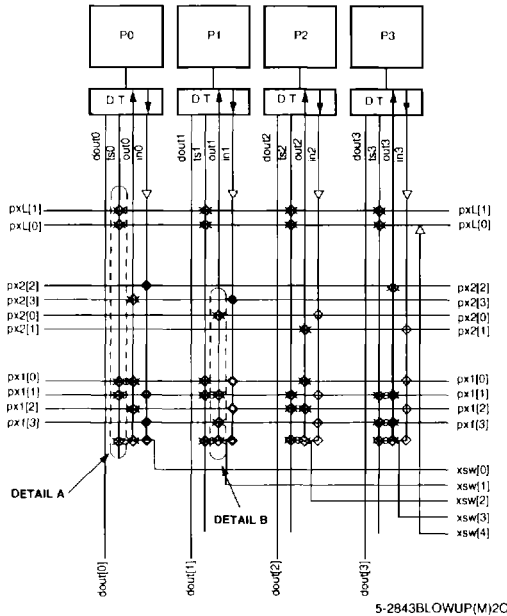 P0 P1 P2 P3
D T D T D T D T
dout0 ts0 out0 in0 dout1 ts1 out1 in1 dout2 ts2 out2 in2 dout3 ts3 out3 in3
pxL[1] pxL[1]
pxL[0] pxL[0]
px2[2] px2[2]
px2[3] px2[3]
px2[0] px2[0]
px2[1] px2[1]
px1[0] px1[0]
px1[1] px1[1]
px1[2] px1[2]
px1[3] px1[3]
xsw[0]
DETAIL A xsw[1]
xsw[2]
DETAIL B xsw[3]
xsw[4]
dout[0] dout[1] dout[2] dout[3]
5-2843BLOWUP(M)2C